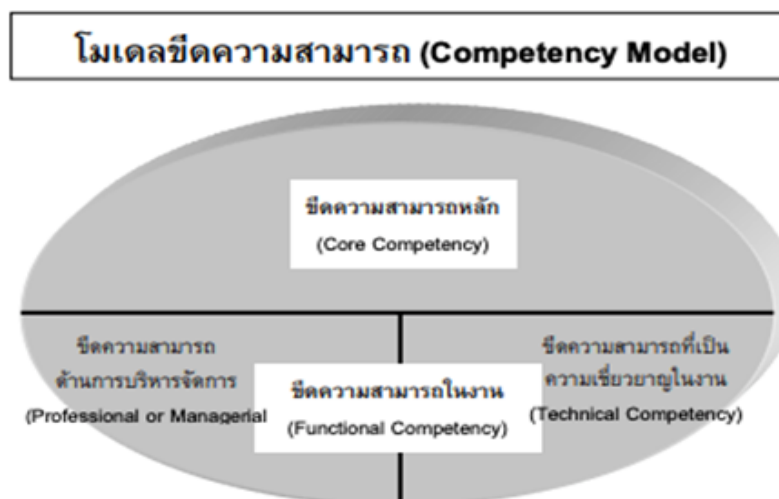 โมเดลขีดความสามารถ (Competency Model)
ขีดความสามารถหลัก
(Core Competency)
ขีดความสามารถ
ด้านการบริหารจัดการ
(Professional or Managerial
ขีดความสามารถในงาน
(Functional Competency)
ขีดความสามารถที่เป็น
ความเชี่ยวยาญในงาน
(Technical Competency)